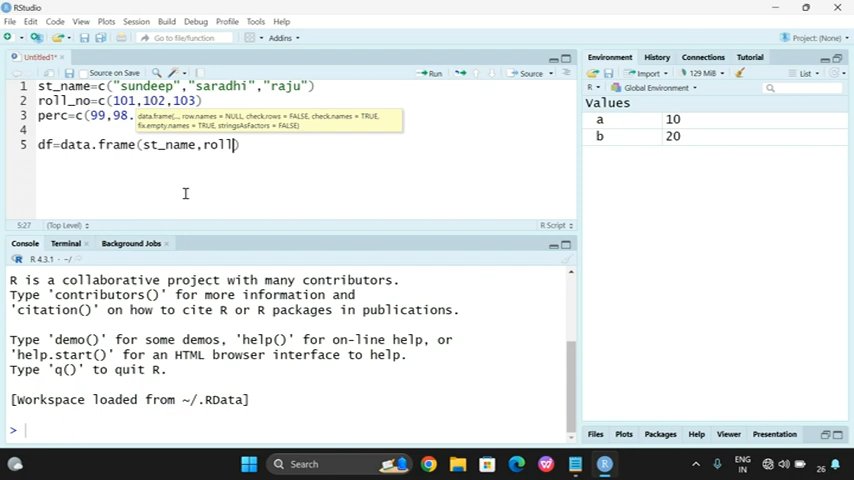 RStudio
File Edit Code View Plots Session Build Debug Profile Tools Help
Go to file/function Addins Project: (None)
Untitled1*
Source on Save Run Source
1 st_name=c("sundeep","saradhi","raju")
2 roll_no=c(101,102,103)
3 perc=c(99,98.
data.frame(..., row.names = NULL, check.rows = FALSE, check.names = TRUE,
fix.empty.names = TRUE, stringsAsFactors = FALSE)
4
5 df=data.frame(st_name,roll)
5:27 (Top Level) R Script
Console Terminal Background Jobs
R 4.3.1 · ~/
R is a collaborative project with many contributors.
Type 'contributors()' for more information and
'citation()' on how to cite R or R packages in publications.
Type 'demo()' for some demos, 'help()' for on-line help, or
'help.start()' for an HTML browser interface to help.
Type 'q()' to quit R.
[Workspace loaded from ~/.RData]
>
Environment History Connections Tutorial
Import 129 MiB List
R Global Environment
Values
a 10
b 20
Files Plots Packages Help Viewer Presentation
Search
ENG
IN
26